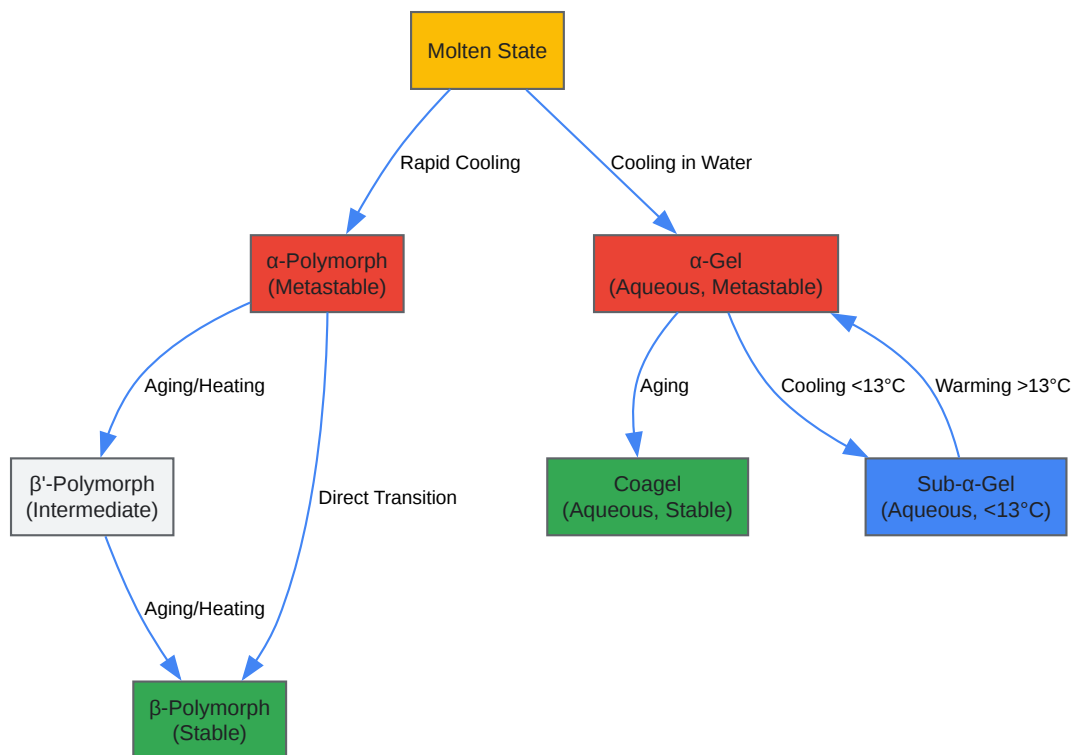 Molten State
Rapid Cooling
Cooling in Water
α-Polymorph
(Metastable)
α-Gel
(Aqueous, Metastable)
Aging/Heating
Aging
Cooling <13°C
Warming >13°C
β'-Polymorph
(Intermediate)
Direct Transition
Coagel
(Aqueous, Stable)
Sub-α-Gel
(Aqueous, <13°C)
Aging/Heating
β-Polymorph
(Stable)